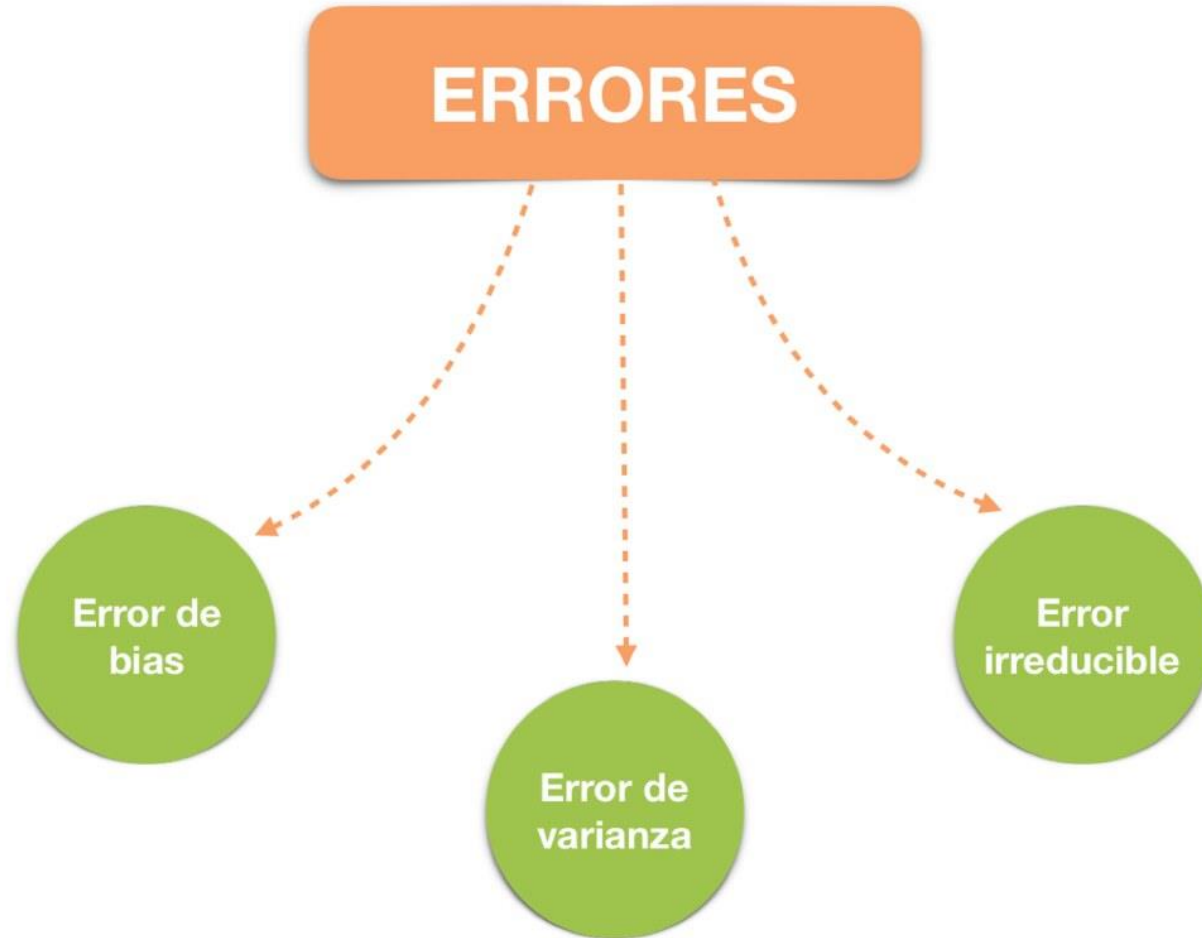 ERRORES
Error de
bias
Error de
varianza
Error
irreducible